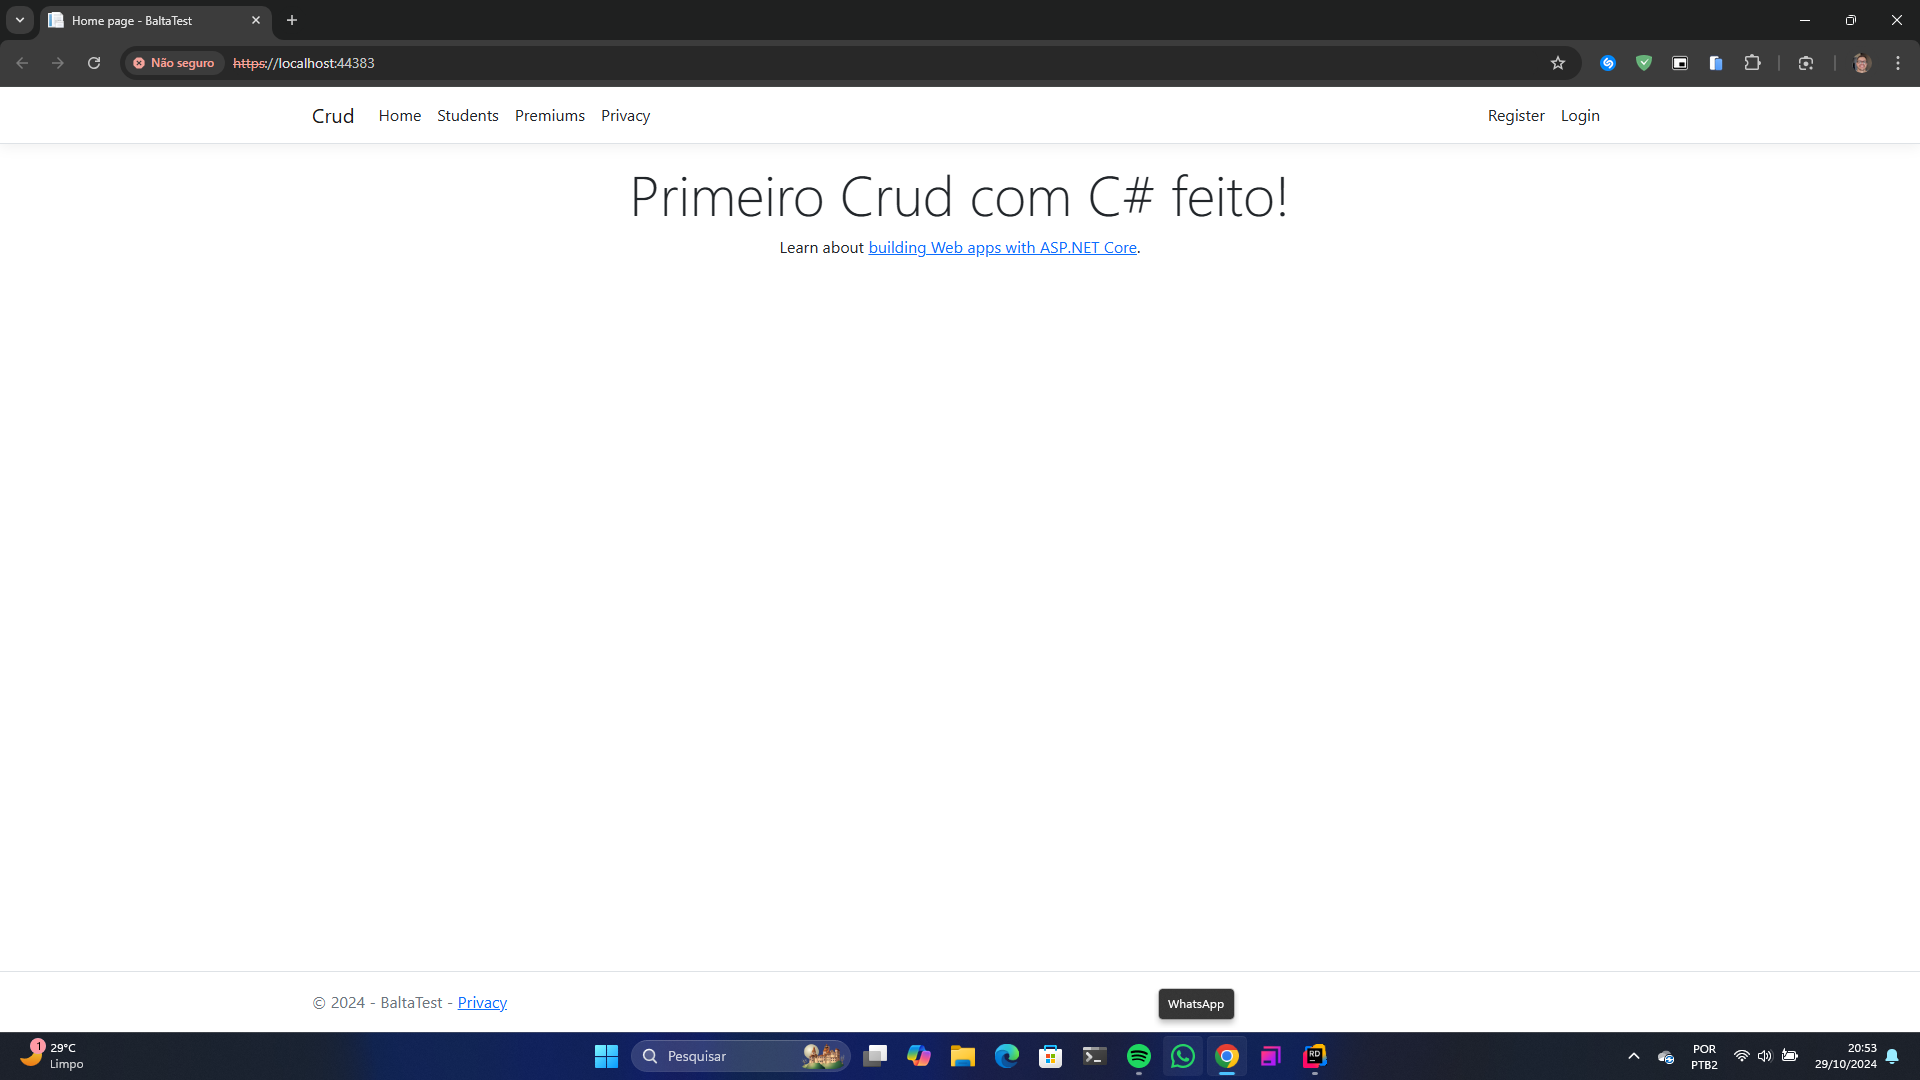 Home page - BaltaTest
Não seguro https://localhost:44383
Crud Home Students Premiums Privacy Register Login
Primeiro Crud com C# feito!
Learn about building Web apps with ASP.NET Core.
© 2024 - BaltaTest - Privacy
WhatsApp
1
29°C
Limpo
Pesquisar
RD
POR
PTB2
20:53
29/10/2024